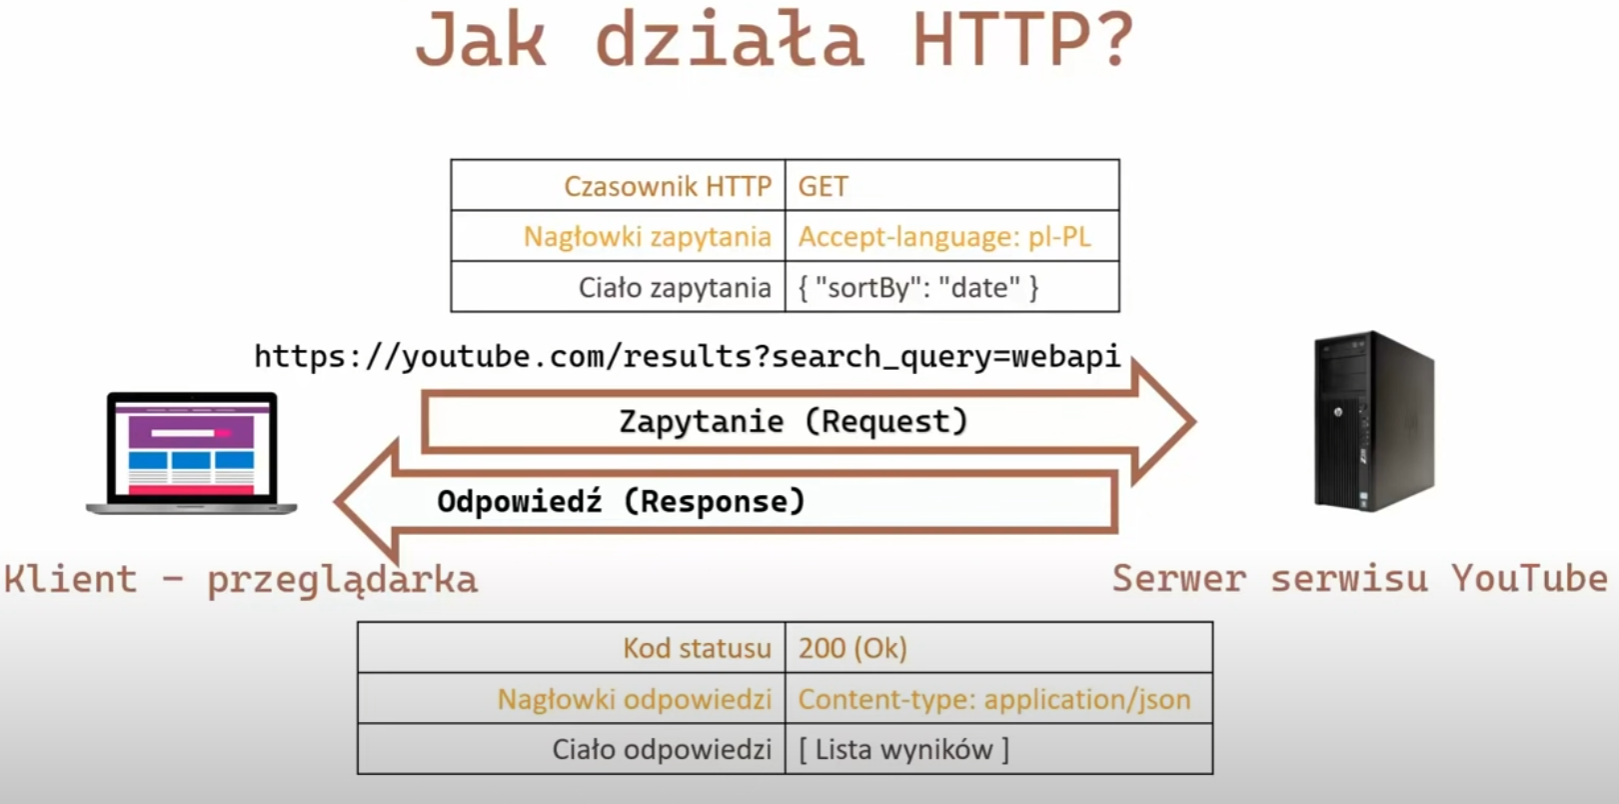 Jak działa HTTP?
Czasownik HTTP GET
Nagłowki zapytania Accept-language: pl-PL
Ciało zapytania { "sortBy": "date" }
https://youtube.com/results?search_query=webapi
Zapytanie (Request)
Odpowiedź (Response)
Klient – przeglądarka
Serwer serwisu YouTube
Kod statusu 200 (Ok)
Nagłowki odpowiedzi Content-type: application/json
Ciało odpowiedzi [ Lista wyników ]